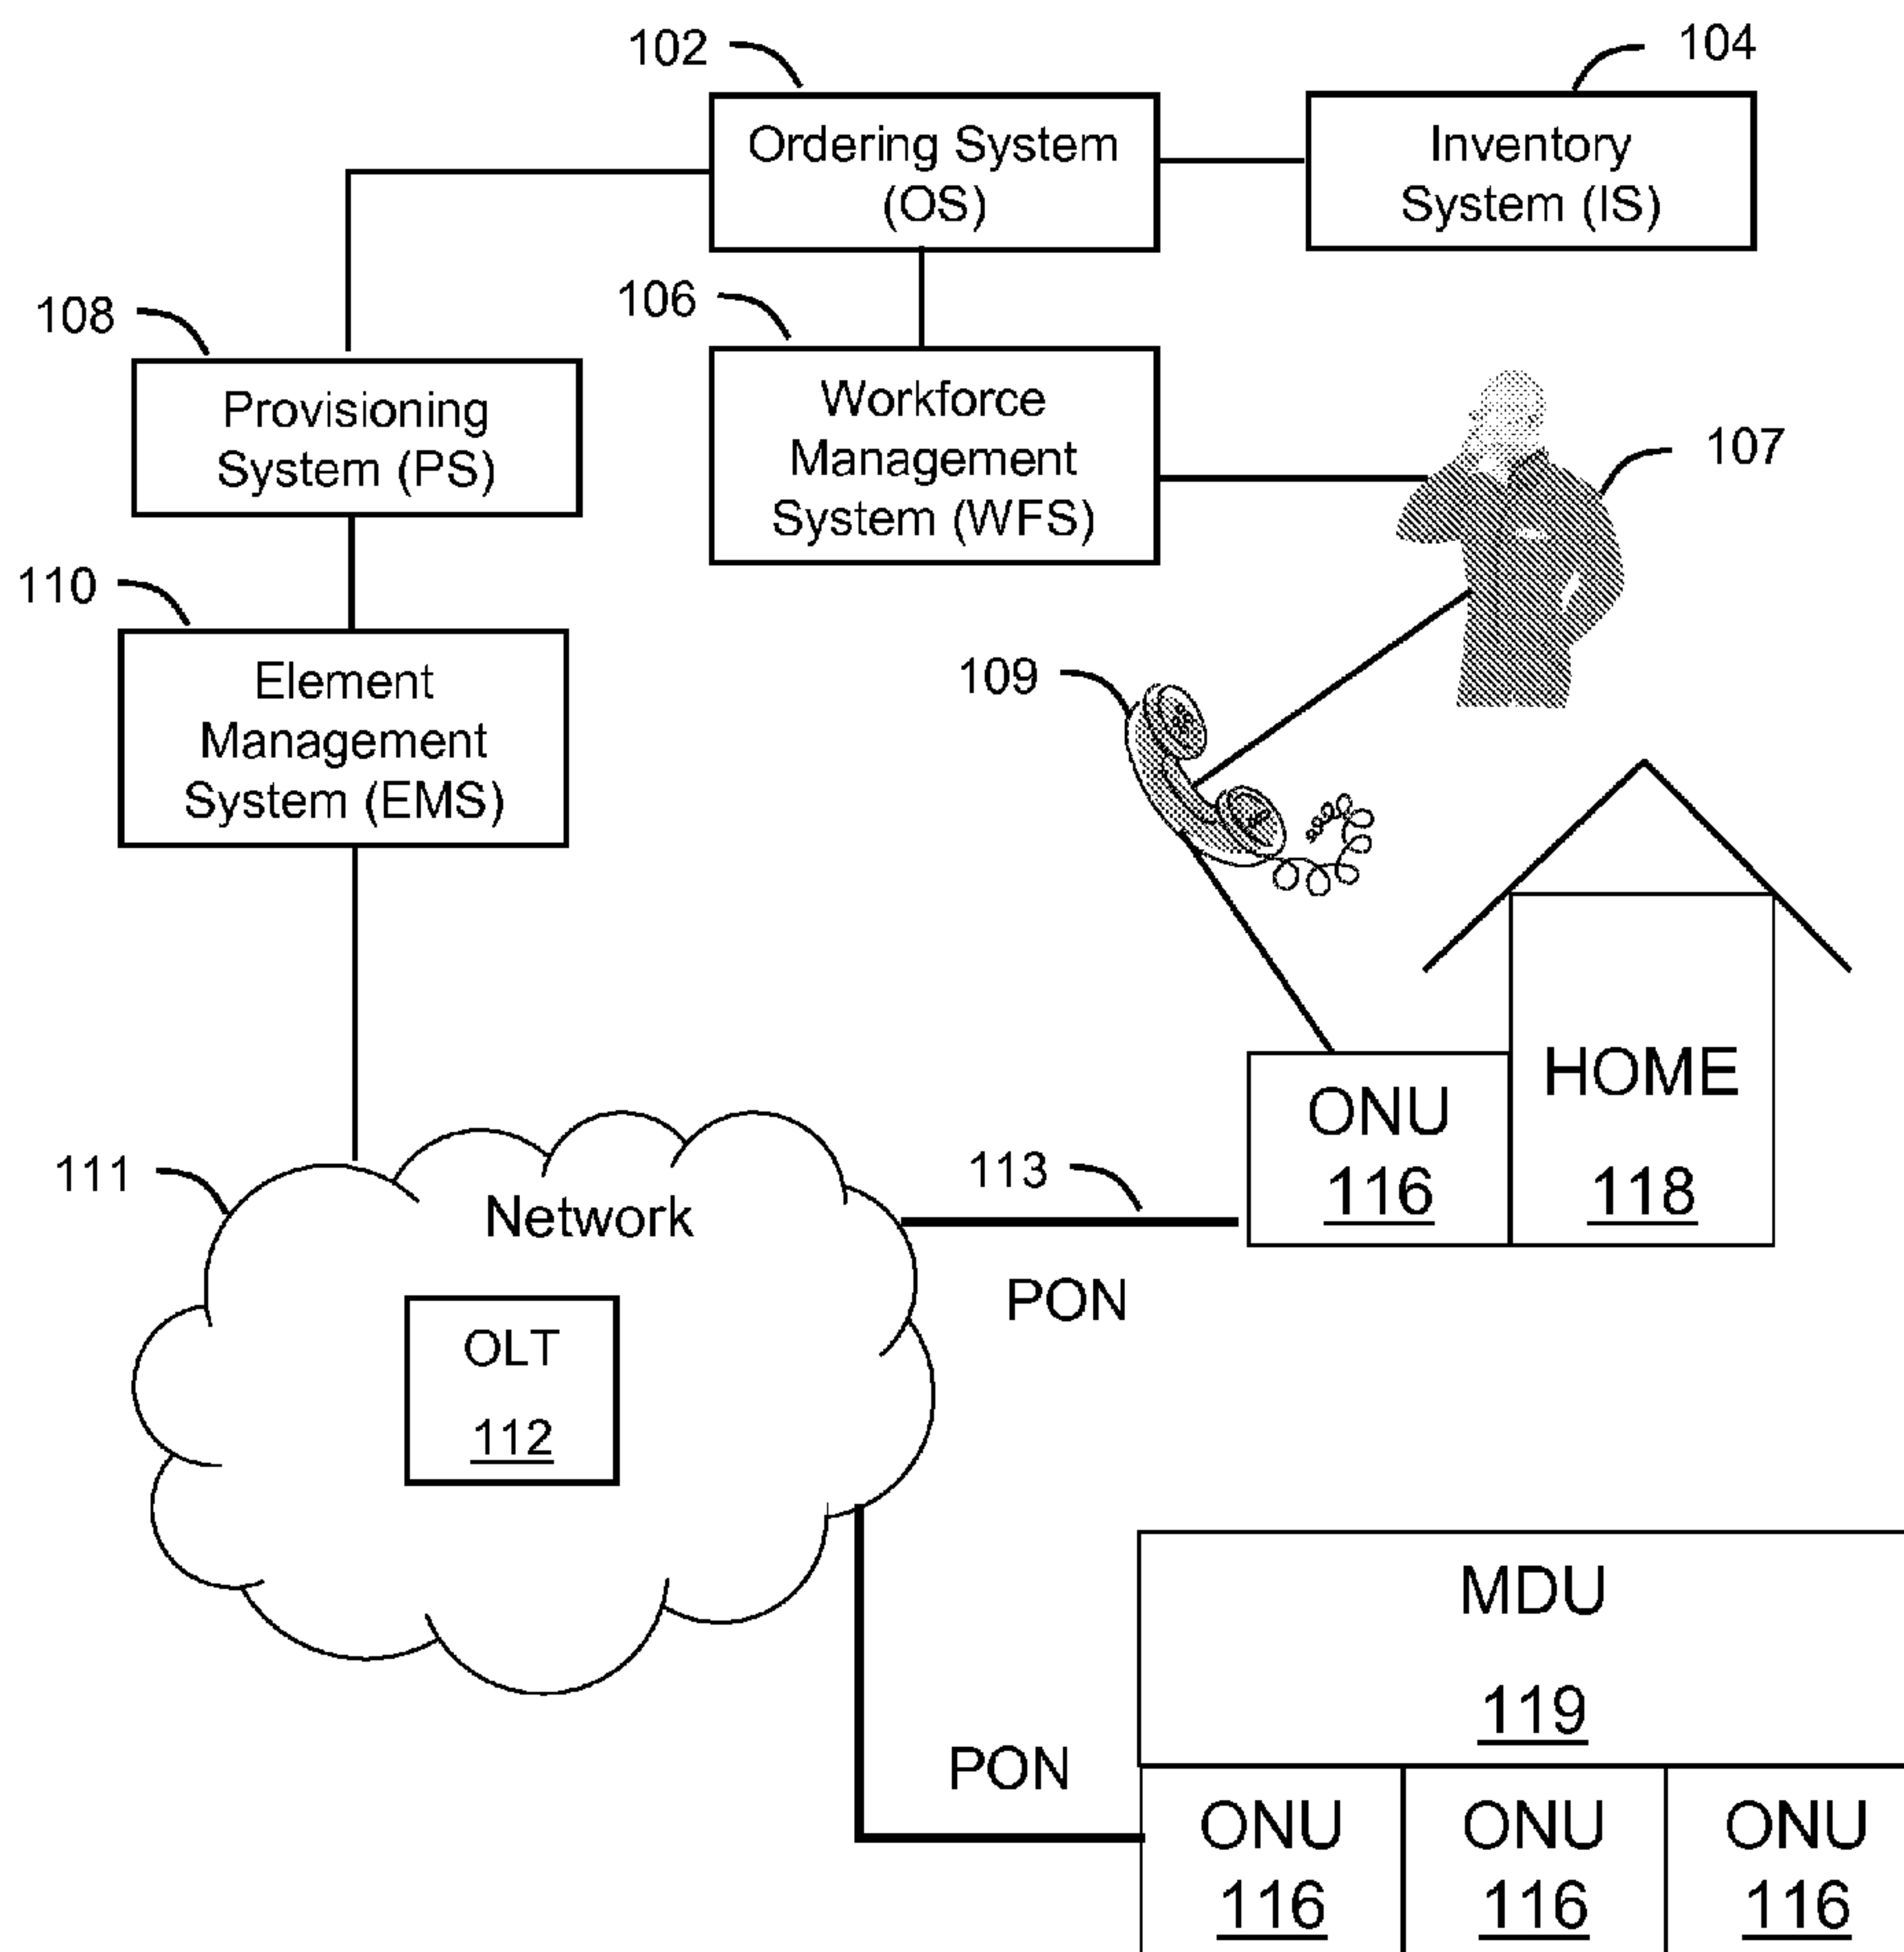 102
104
Ordering System
(OS)
Inventory
System (IS)
108
106
Provisioning
System (PS)
Workforce
Management
System (WFS)
107
110
Element
Management
System (EMS)
109
HOME
118
ONU
116
111
Network
113
PON
OLT
112
MDU
119
PON
ONU
116
ONU
116
ONU
116